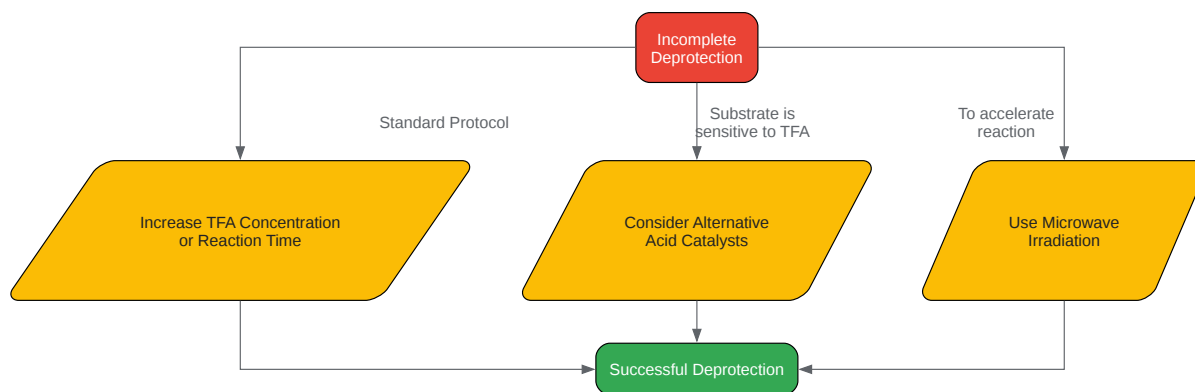 Incomplete
Deprotection
Standard Protocol
Substrate is
sensitive to TFA
To accelerate
reaction
Increase TFA Concentration
or Reaction Time
Consider Alternative
Acid Catalysts
Use Microwave
Irradiation
Successful Deprotection